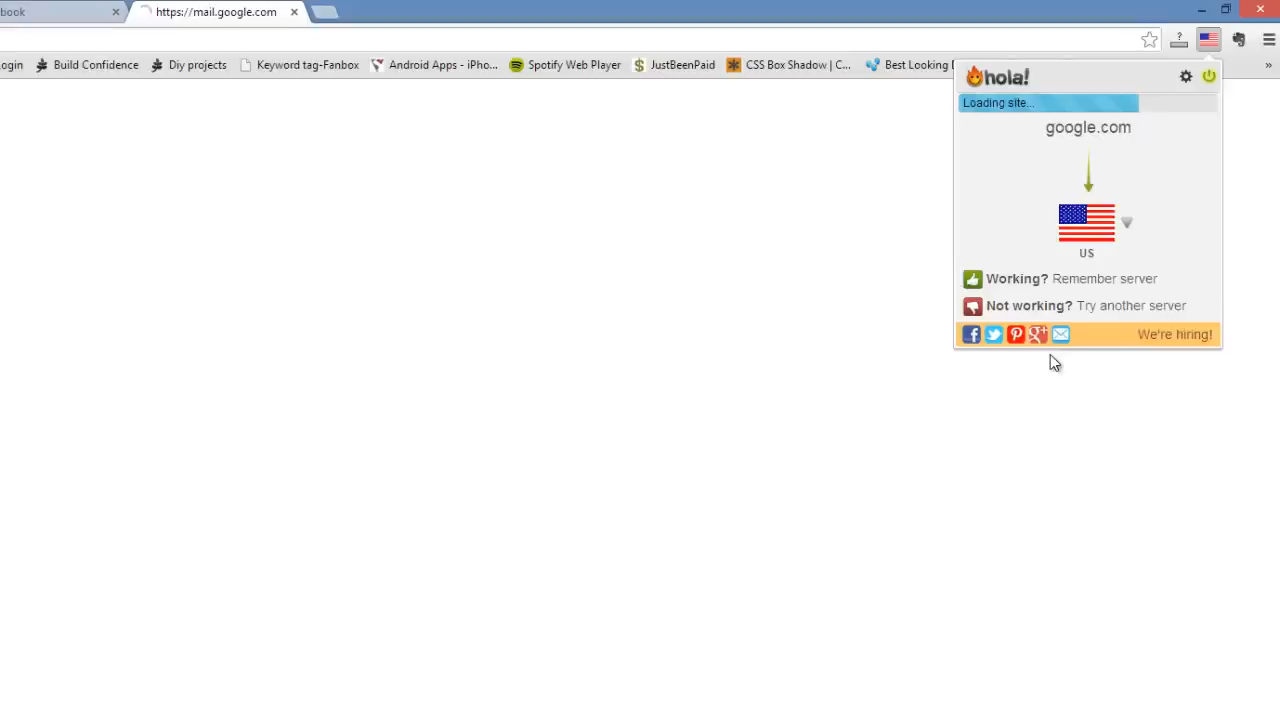 book
https://mail.google.com
ogin
Build Confidence
Diy projects
Keyword tag-Fanbox
Android Apps - iPho...
Spotify Web Player
JustBeenPaid
CSS Box Shadow | C...
Best Looking
»
hola!
Loading site...
google.com
US
Working? Remember server
Not working? Try another server
We're hiring!